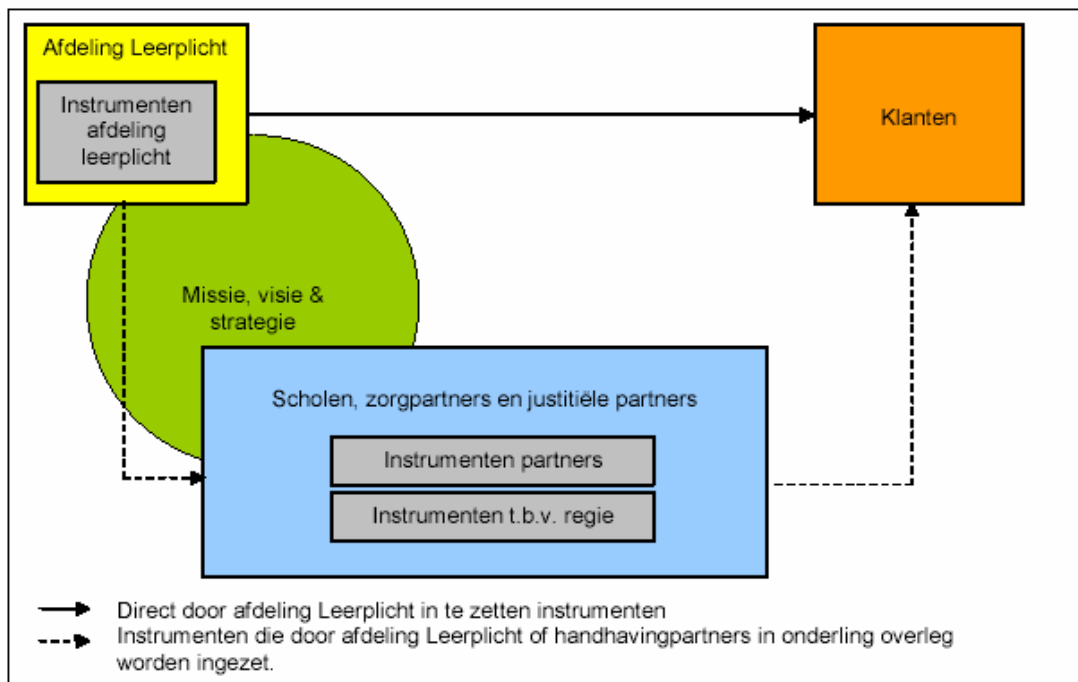 Afdeling Leerplicht
Instrumenten
afdeling
leerplicht
Klanten
Missie, visie &
strategie
Scholen, zorgpartners en justitiële partners
Instrumenten partners
Instrumenten t.b.v. regie
Direct door afdeling Leerplicht in te zetten instrumenten
Instrumenten die door afdeling Leerplicht of handhavingpartners in onderling overleg
worden ingezet.